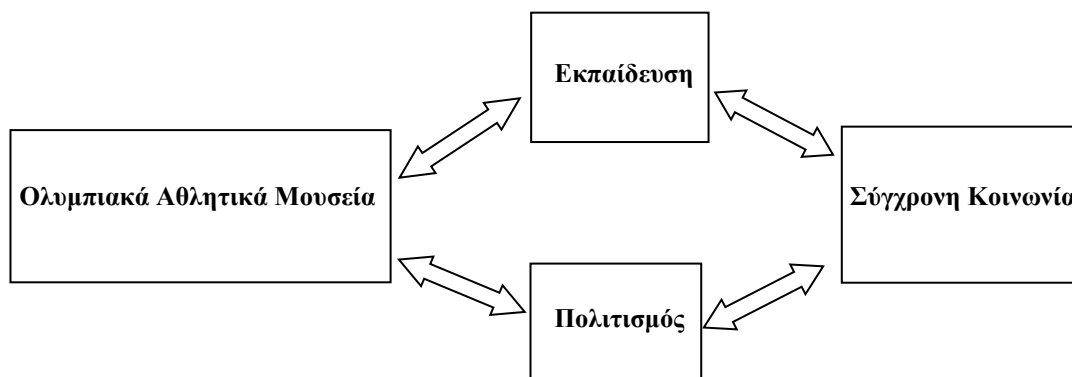 Εκπαίδευση
Ολυμπιακά Αθλητικά Μουσεία
Σύγχρονη Κοινωνία
Πολιτισμός